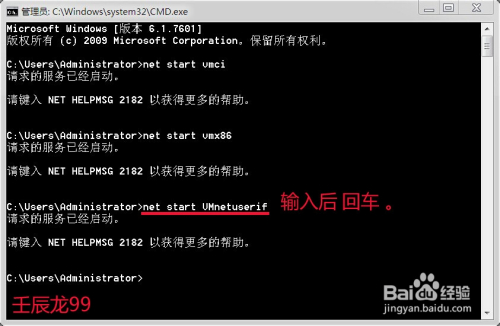 管理员: C:\Windows\system32\CMD.exe
Microsoft Windows [版本 6.1.7601]
版权所有 (c) 2009 Microsoft Corporation。保留所有权利。
C:\Users\Administrator>net start vmci
请求的服务已经启动。
请键入 NET HELPMSG 2182 以获得更多的帮助。
C:\Users\Administrator>net start vmx86
请求的服务已经启动。
请键入 NET HELPMSG 2182 以获得更多的帮助。
C:\Users\Administrator>net start VMnetuserif 输入后 回车 。
请求的服务已经启动。
请键入 NET HELPMSG 2182 以获得更多的帮助。
C:\Users\Administrator>
壬辰龙99
Baidu 经验
jingyan.baidu.com